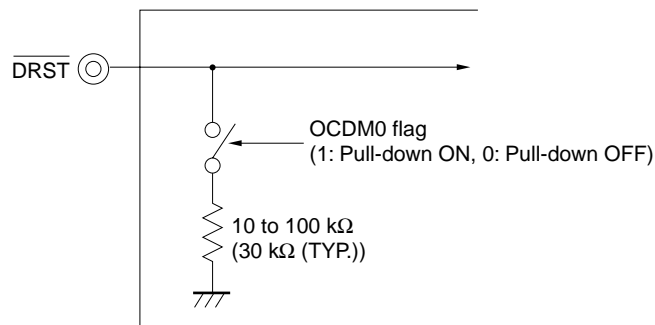 DRST
OCDM0 flag
(1: Pull-down ON, 0: Pull-down OFF)
10 to 100 kΩ
(30 kΩ (TYP.))